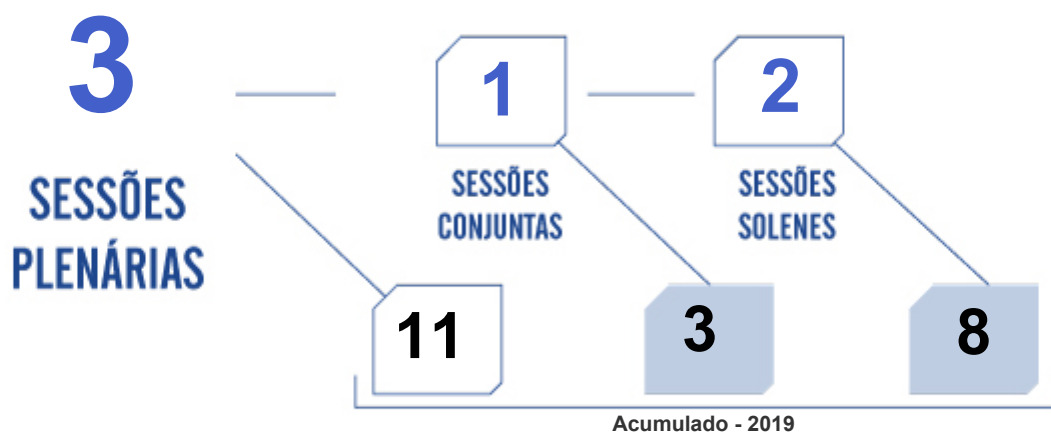 3
SESSÕES
PLENÁRIAS
1
SESSÕES
CONJUNTAS
2
SESSÕES
SOLENES
11
3
8
Acumulado - 2019